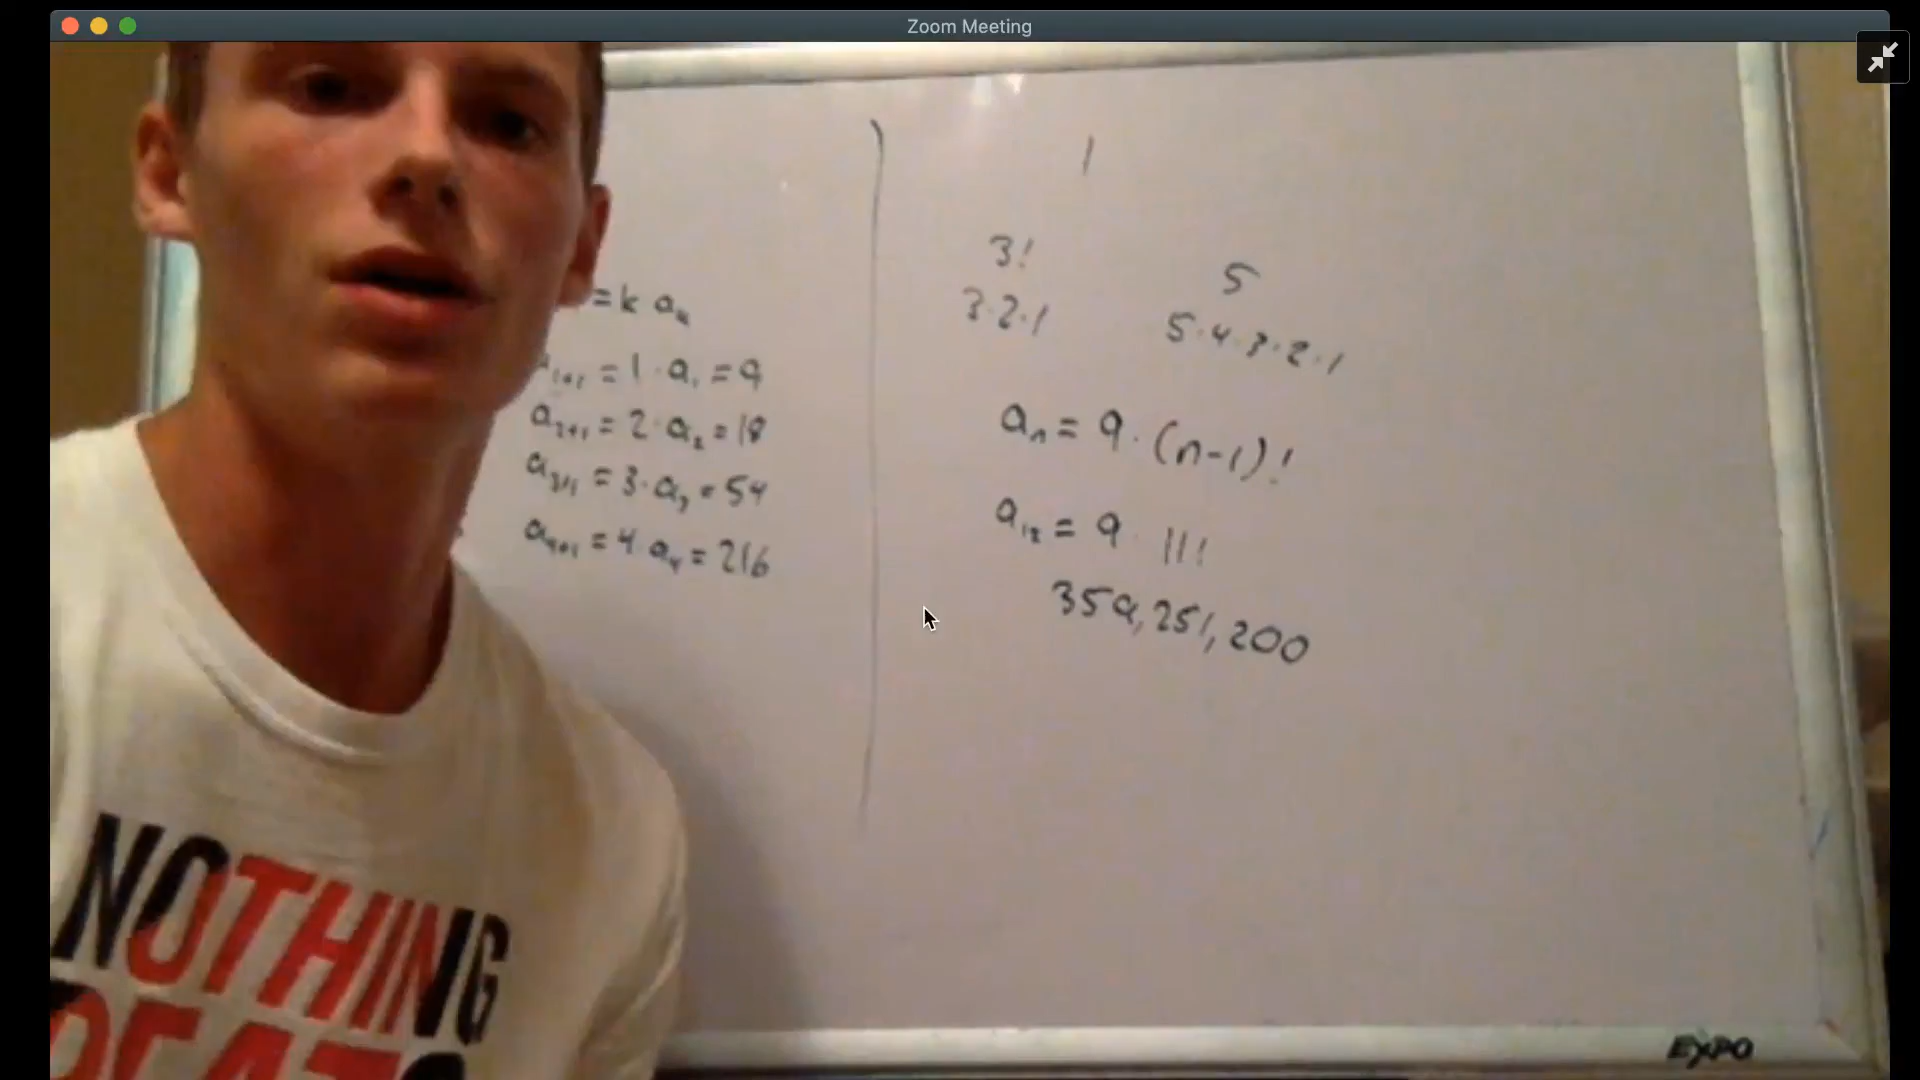 Zoom Meeting
= k aₖ
a₁₊₁ = 1 · a₁ = 9
a₂₊₁ = 2 · a₂ = 18
a₃₊₁ = 3 · a₃ = 54
a₄₊₁ = 4 · a₄ = 216
1
3!
3·2·1
5
5·4·3·2·1
aₙ = 9 · (n-1)!
a₁₂ = 9 · 11!
359,251,200
EXPO
NOTHING